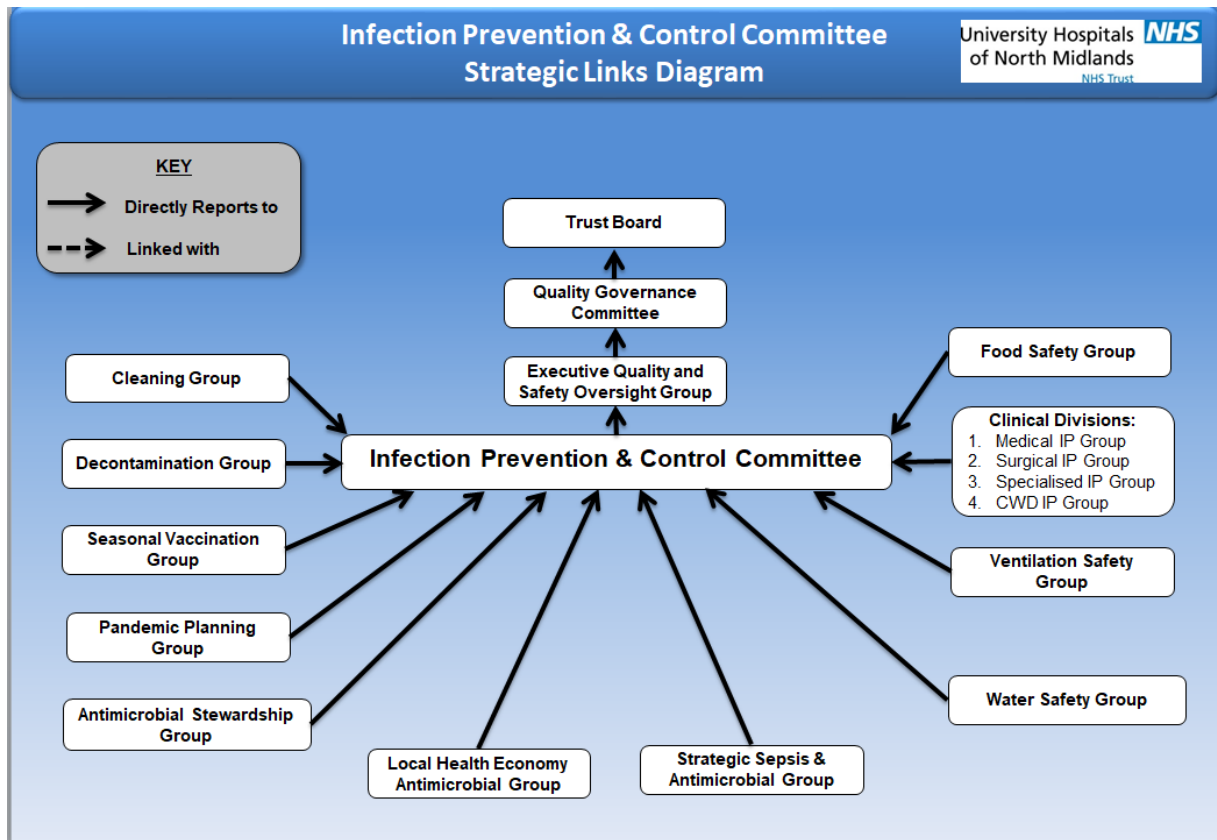 Infection Prevention & Control Committee
Strategic Links Diagram
University Hospitals NHS
of North Midlands
NHS Trust
KEY
Directly Reports to
Linked with
Trust Board
Quality Governance
Committee
Executive Quality and
Safety Oversight Group
Infection Prevention & Control Committee
Cleaning Group
Decontamination Group
Seasonal Vaccination
Group
Pandemic Planning
Group
Antimicrobial Stewardship
Group
Local Health Economy
Antimicrobial Group
Strategic Sepsis &
Antimicrobial Group
Food Safety Group
Clinical Divisions:
1. Medical IP Group
2. Surgical IP Group
3. Specialised IP Group
4. CWD IP Group
Ventilation Safety
Group
Water Safety Group